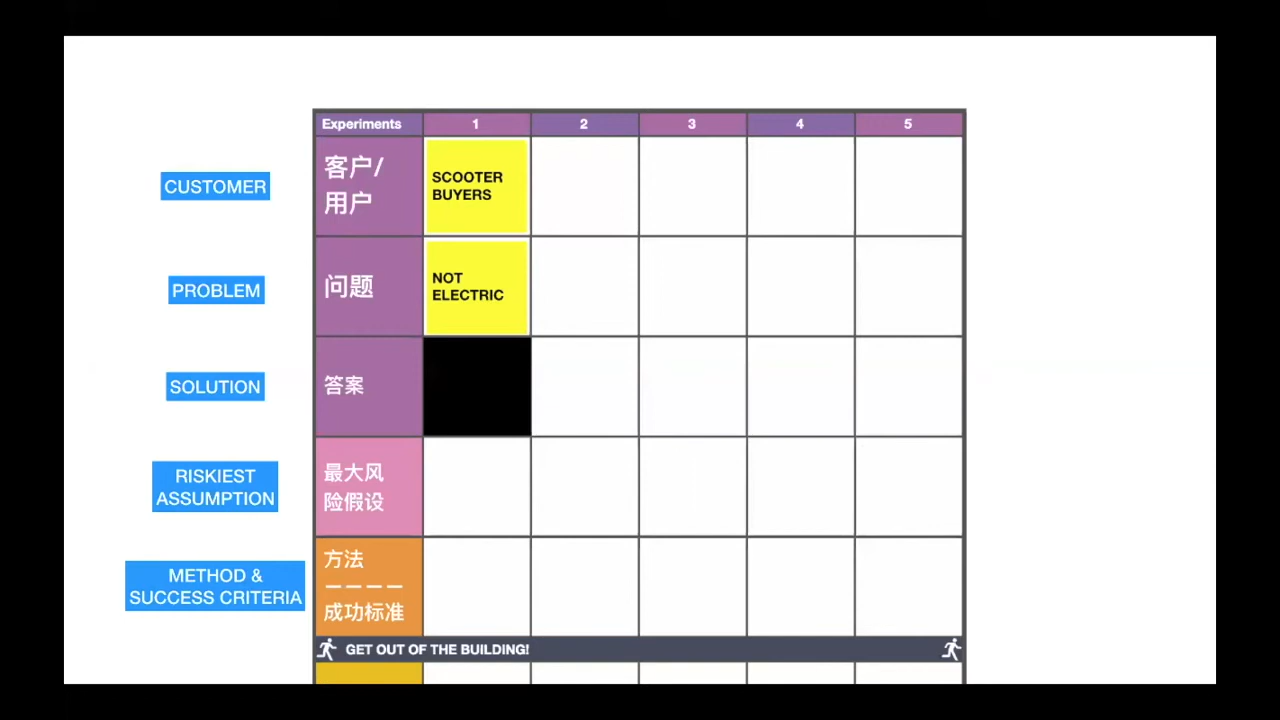 Experiments 1 2 3 4 5
CUSTOMER
客户/
用户
SCOOTER
BUYERS
PROBLEM
问题
NOT
ELECTRIC
SOLUTION
答案
RISKIEST
ASSUMPTION
最大风
险假设
METHOD &
SUCCESS CRITERIA
方法
————
成功标准
GET OUT OF THE BUILDING!